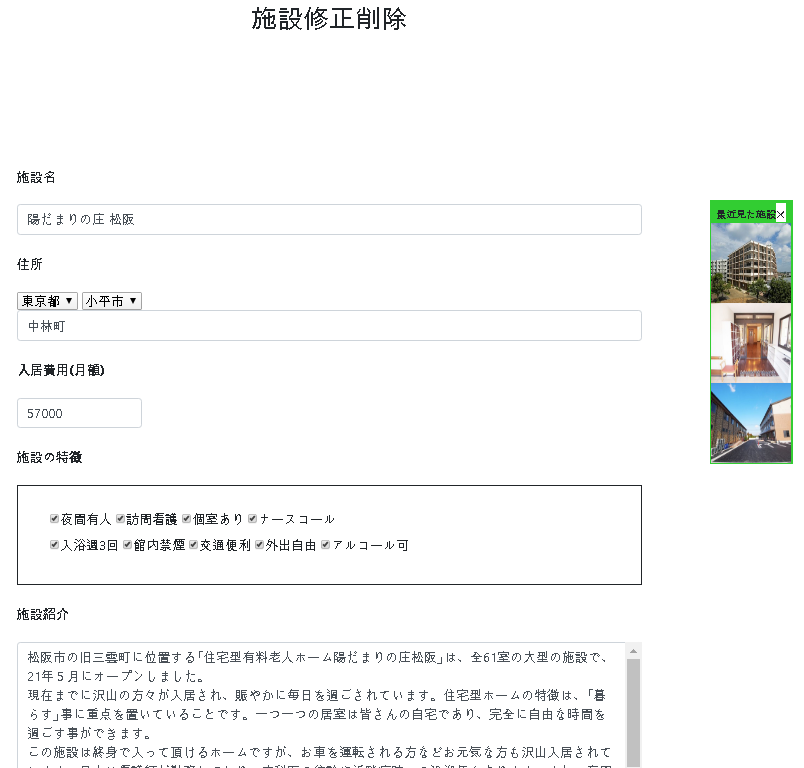 施設修正削除
施設名
陽だまりの庄 松阪
最近見た施設×
住所
東京都 ▼ 小平市 ▼
中林町
入居費用(月額)
57000
施設の特徴
夜間有人 訪問看護 個室あり ナースコール
入浴週3回 館内禁煙 交通便利 外出自由 アルコール可
施設紹介
松阪市の旧三雲町に位置する｢住宅型有料老人ホーム陽だまりの庄松阪｣は、全61室の大型の施設で、
21年５月にオープンしました。
現在までに沢山の方々が入居され、賑やかに毎日を過ごされています。住宅型ホームの特徴は、｢暮
らす｣事に重点を置いていることです。一つ一つの居室は皆さんの自宅であり、完全に自由な時間を
過ごす事ができます。
この施設は終身で入って頂けるホームですが、お車を運転される方などお元気な方も沢山入居されて